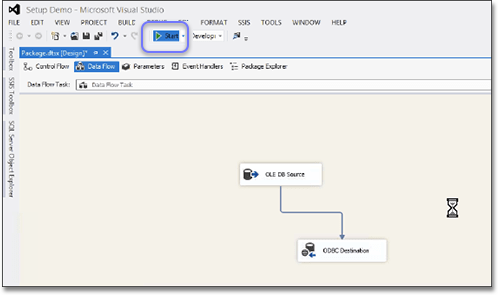 Setup Demo - Microsoft Visual Studio
FILE EDIT VIEW PROJECT BUILD FORMAT SSIS TOOLS WINDOW HELP
Start Develop
Package.dtsx [Design]*
Control Flow Data Flow Parameters Event Handlers Package Explorer
Data Flow Task: Data Flow Task
Toolbox
SSIS Toolbox
SQL Server Object Explorer
OLE DB Source
ODBC Destination